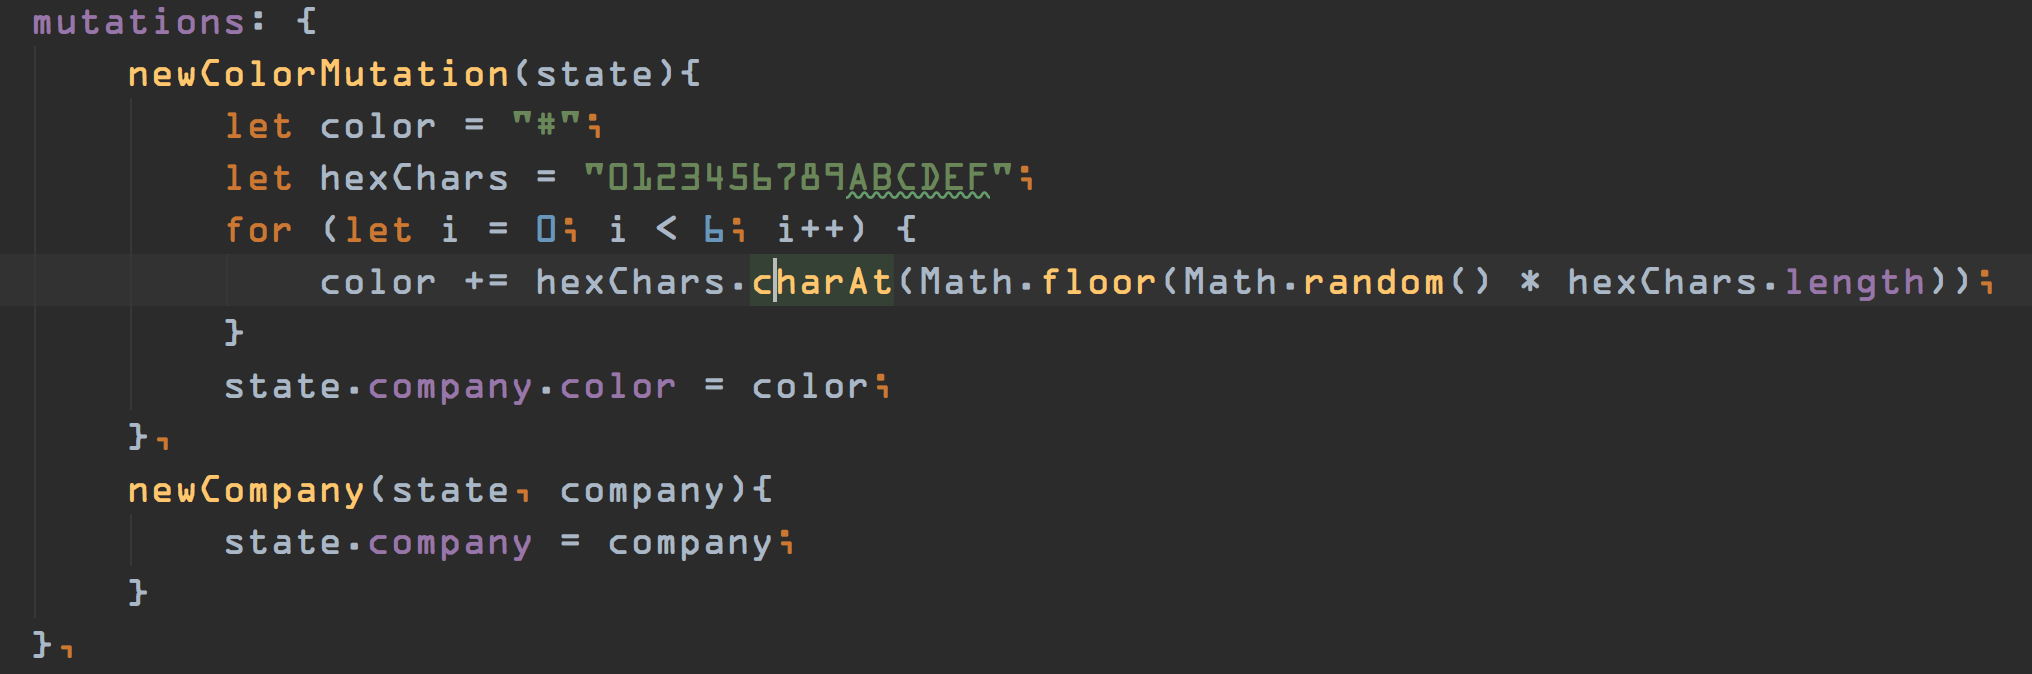 mutations: {
newColorMutation(state){
let color = "#";
let hexChars = "0123456789ABCDEF";
for (let i = 0; i < 6; i++) {
color += hexChars.charAt(Math.floor(Math.random() * hexChars.length));
}
state.company.color = color;
},
newCompany(state, company){
state.company = company;
}
},